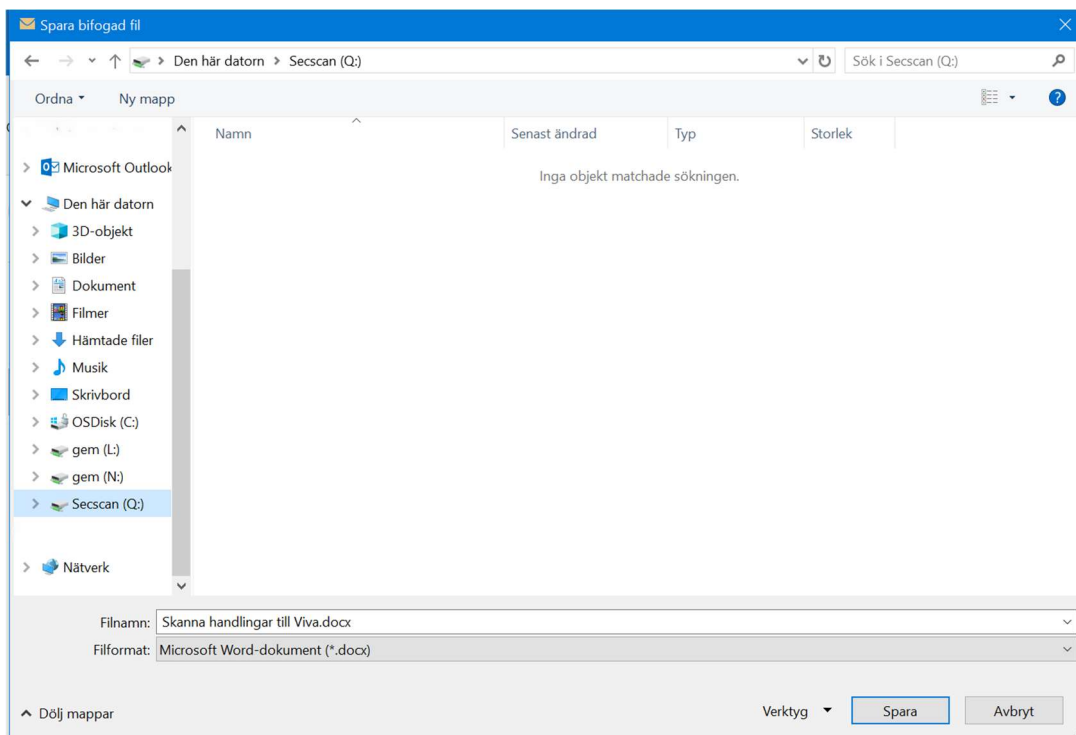 Spara bifogad fil
Den här datorn > Secscan (Q:)
Sök i Secscan (Q:)
Ordna
Ny mapp
Namn
Senast ändrad
Typ
Storlek
Inga objekt matchade sökningen.
Microsoft Outlook
Den här datorn
3D-objekt
Bilder
Dokument
Filmer
Hämtade filer
Musik
Skrivbord
OSDisk (C:)
gem (L:)
gem (N:)
Secscan (Q:)
Nätverk
Filnamn: Skanna handlingar till Viva.docx
Filformat: Microsoft Word-dokument (*.docx)
Dölj mappar
Verktyg
Spara
Avbryt